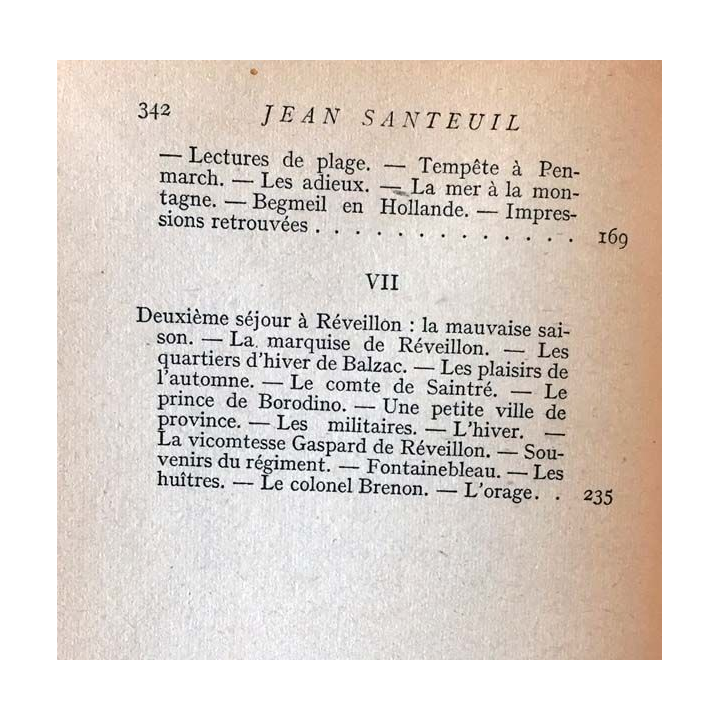 342 JEAN SANTEUIL
— Lectures de plage. — Tempête à Pen-
march. — Les adieux. — La mer à la mon-
tagne. — Begmeil en Hollande. — Impres-
sions retrouvées . . . . . . . . . . . . . 169
VII
Deuxième séjour à Réveillon : la mauvaise sai-
son. — La marquise de Réveillon. — Les
quartiers d'hiver de Balzac. — Les plaisirs de
l'automne. — Le comte de Saintré. — Le
prince de Borodino. — Une petite ville de
province. — Les militaires. — L'hiver. —
La vicomtesse Gaspard de Réveillon. — Sou-
venirs du régiment. — Fontainebleau. — Les
huîtres. — Le colonel Brenon. — L'orage. . 235